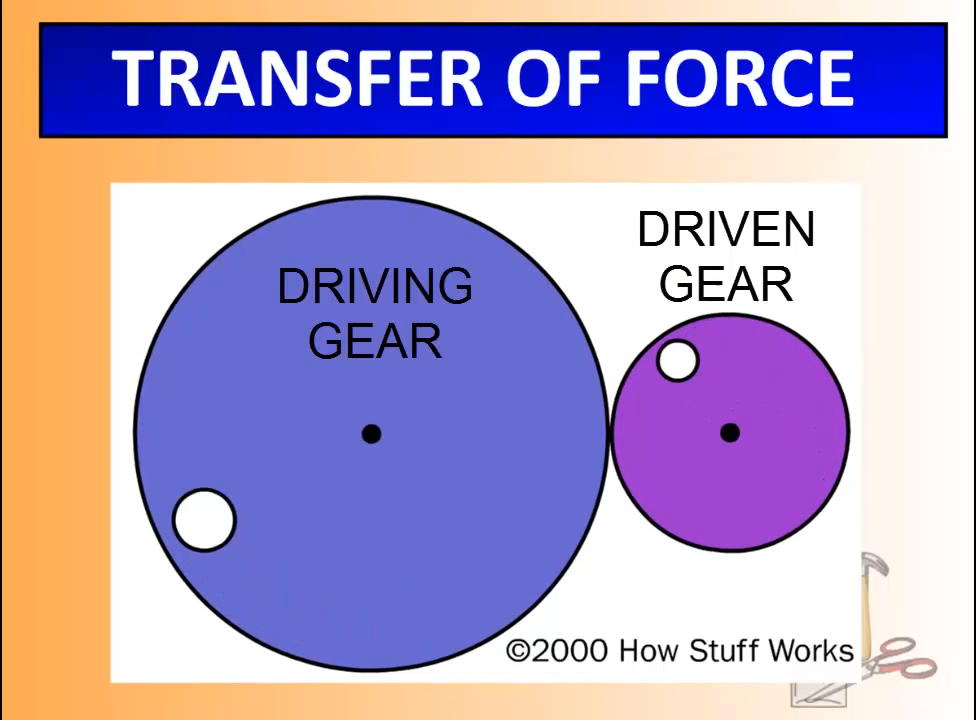 TRANSFER OF FORCE
DRIVING
GEAR
DRIVEN
GEAR
©2000 How Stuff Works